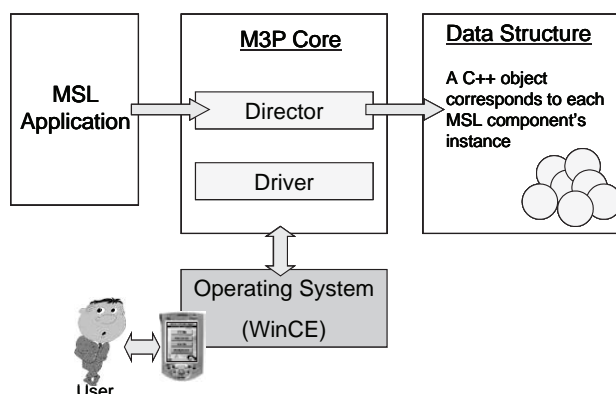 MSL
Application
M3P Core
Director
Driver
Data Structure
A C++ object
corresponds to each
MSL component's
instance
Operating System
(WinCE)
User